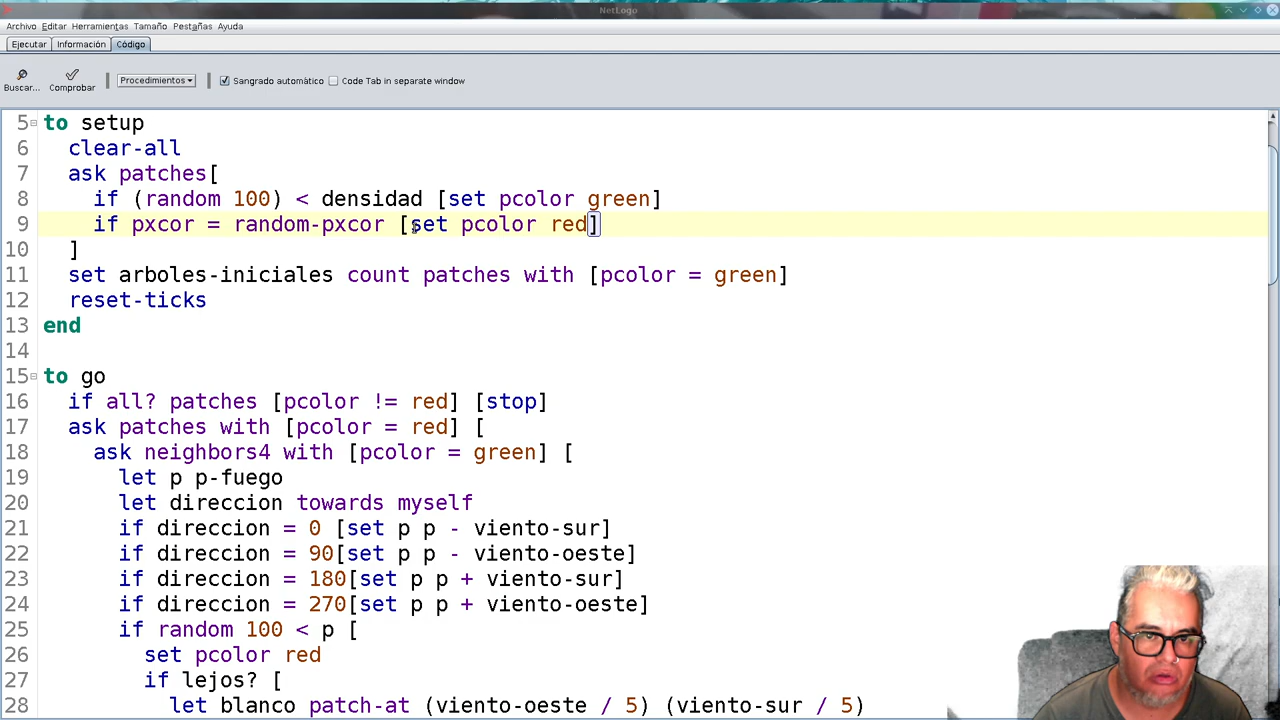 NetLogo
Archivo Editar Herramientas Tamaño Pestañas Ayuda
Ejecutar Información Código
Buscar... Comprobar Procedimientos Sangrado automático Code Tab in separate window
5 to setup
6 clear-all
7 ask patches[
8 if (random 100) < densidad [set pcolor green]
9 if pxcor = random-pxcor [set pcolor red]
10 ]
11 set arboles-iniciales count patches with [pcolor = green]
12 reset-ticks
13 end
14
15 to go
16 if all? patches [pcolor != red] [stop]
17 ask patches with [pcolor = red] [
18 ask neighbors4 with [pcolor = green] [
19 let p p-fuego
20 let direccion towards myself
21 if direccion = 0 [set p p - viento-sur]
22 if direccion = 90[set p p - viento-oeste]
23 if direccion = 180[set p p + viento-sur]
24 if direccion = 270[set p p + viento-oeste]
25 if random 100 < p [
26 set pcolor red
27 if lejos? [
28 let blanco patch-at (viento-oeste / 5) (viento-sur / 5)